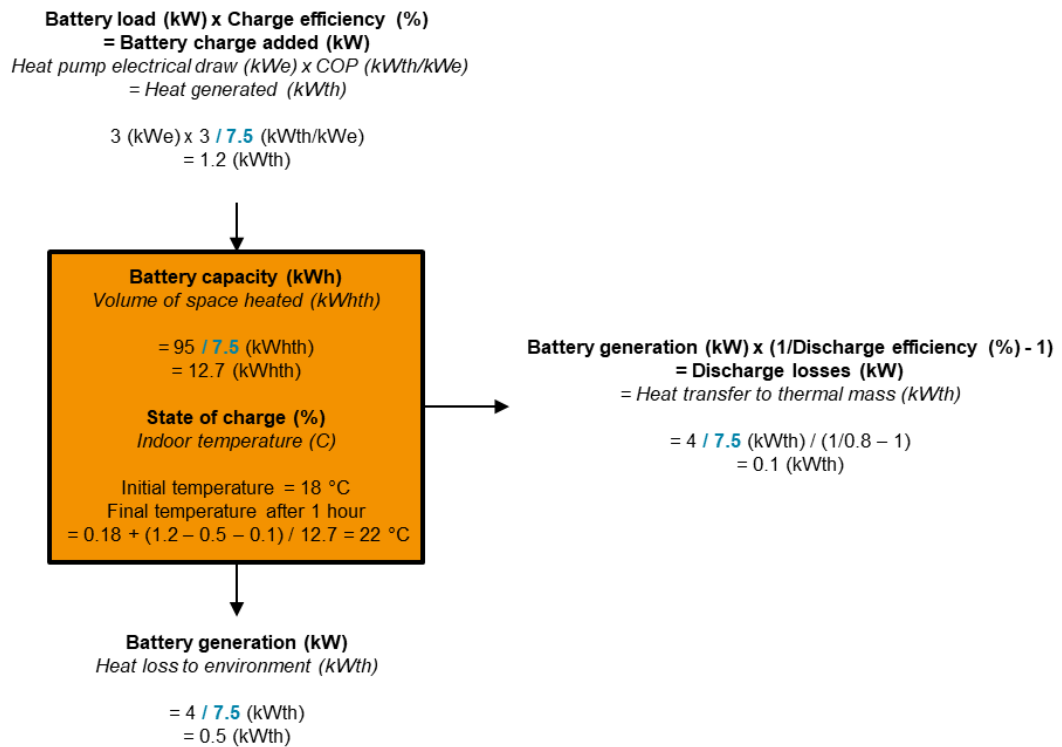 Battery load (kW) x Charge efficiency (%)
= Battery charge added (kW)
Heat pump electrical draw (kWe) x COP (kWth/kWe)
= Heat generated (kWth)
3 (kWe) x 3 / 7.5 (kWth/kWe)
= 1.2 (kWth)
Battery capacity (kWh)
Volume of space heated (kWhth)
= 95 / 7.5 (kWhth)
= 12.7 (kWhth)
State of charge (%)
Indoor temperature (C)
Initial temperature = 18 °C
Final temperature after 1 hour
= 0.18 + (1.2 – 0.5 – 0.1) / 12.7 = 22 °C
Battery generation (kW) x (1/Discharge efficiency (%) - 1)
= Discharge losses (kW)
= Heat transfer to thermal mass (kWth)
= 4 / 7.5 (kWth) / (1/0.8 – 1)
= 0.1 (kWth)
Battery generation (kW)
Heat loss to environment (kWth)
= 4 / 7.5 (kWth)
= 0.5 (kWth)